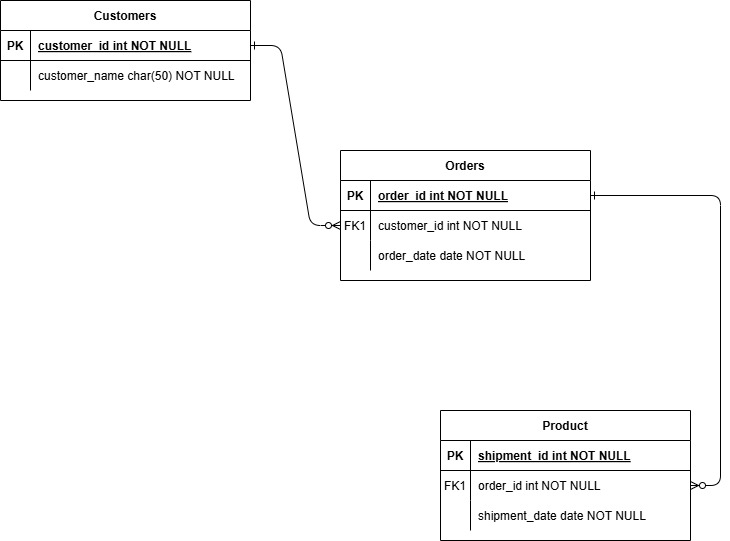 Customers
PK customer_id int NOT NULL
customer_name char(50) NOT NULL
Orders
PK order_id int NOT NULL
FK1 customer_id int NOT NULL
order_date date NOT NULL
Product
PK shipment_id int NOT NULL
FK1 order_id int NOT NULL
shipment_date date NOT NULL